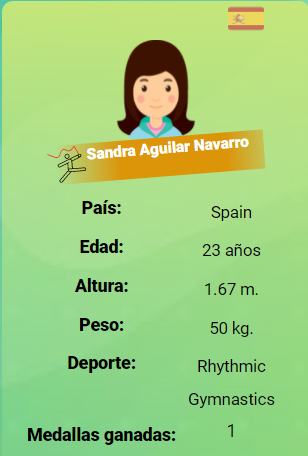 Sandra Aguilar Navarro
País: Spain
Edad: 23 años
Altura: 1.67 m.
Peso: 50 kg.
Deporte: Rhythmic
Gymnastics
Medallas ganadas: 1